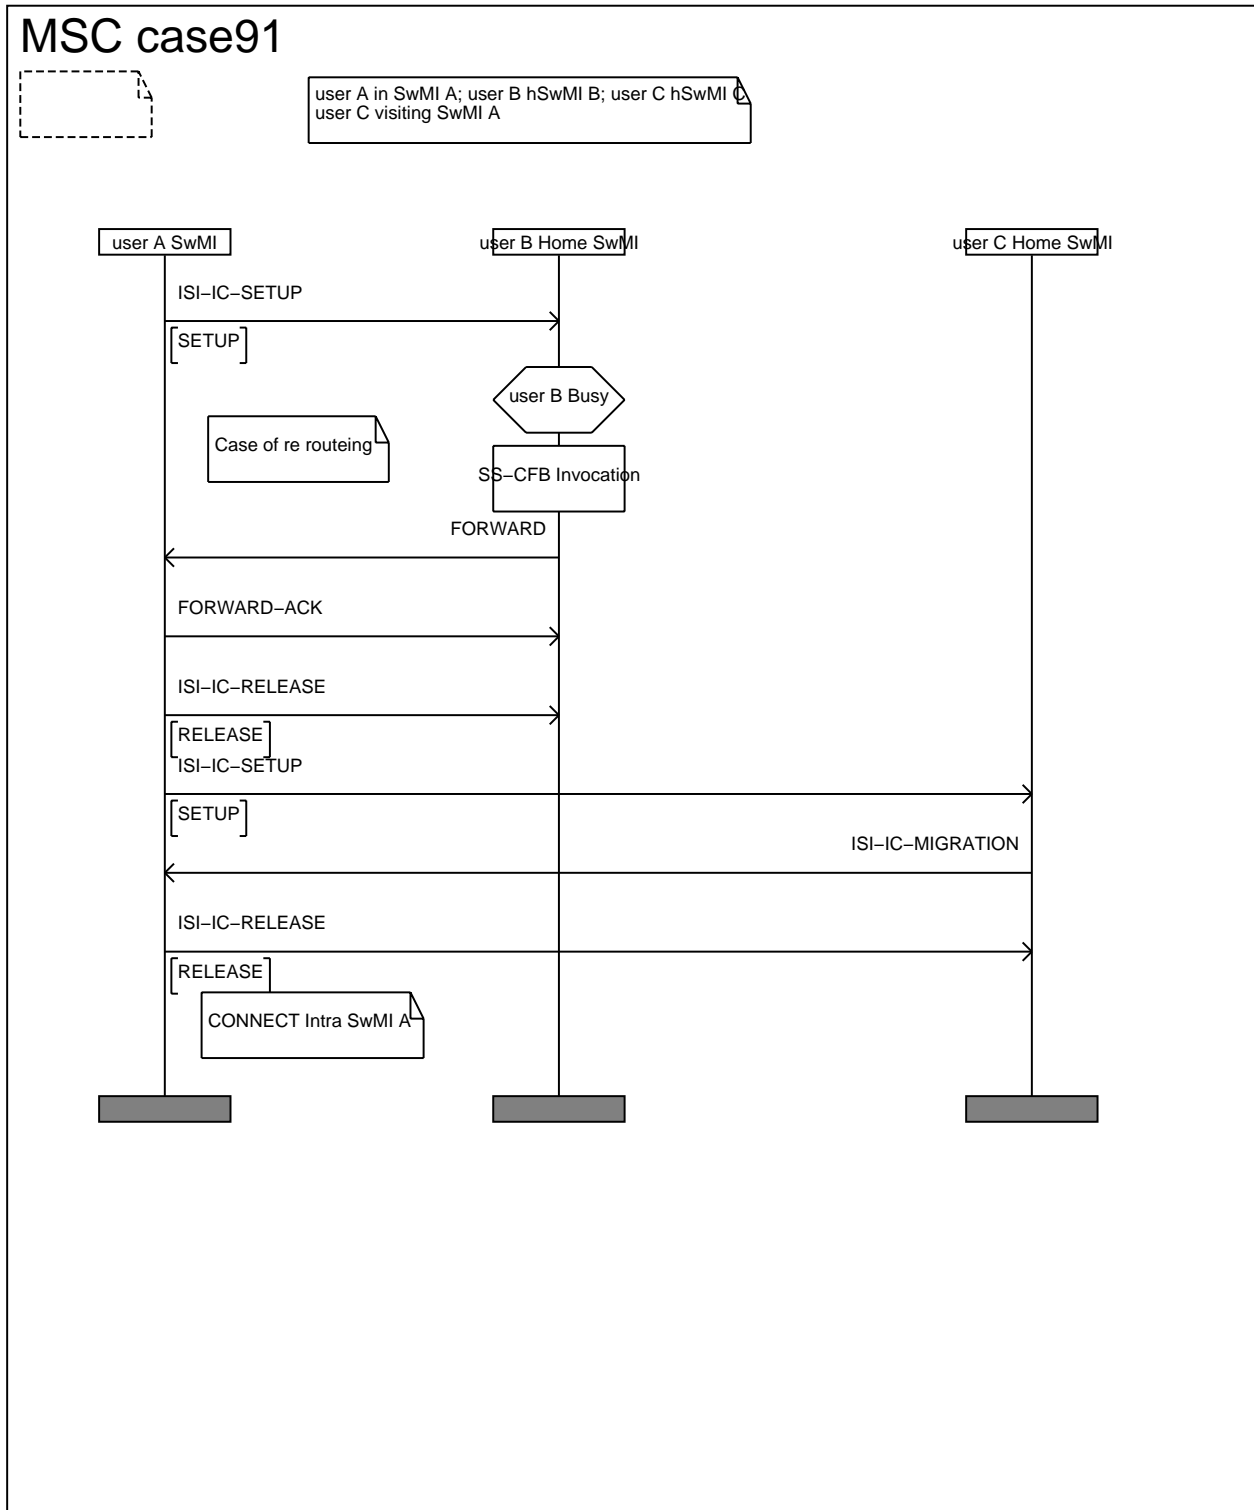 MSC case91
user A in SwMI A; user B hSwMI B; user C hSwMI C
user C visiting SwMI A
user A SwMI
user B Home SwMI
user C Home SwMI
ISI–IC–SETUP
SETUP
user B Busy
Case of re routeing
SS–CFB Invocation
FORWARD
FORWARD–ACK
ISI–IC–RELEASE
RELEASE
ISI–IC–SETUP
SETUP
ISI–IC–MIGRATION
ISI–IC–RELEASE
RELEASE
CONNECT Intra SwMI A